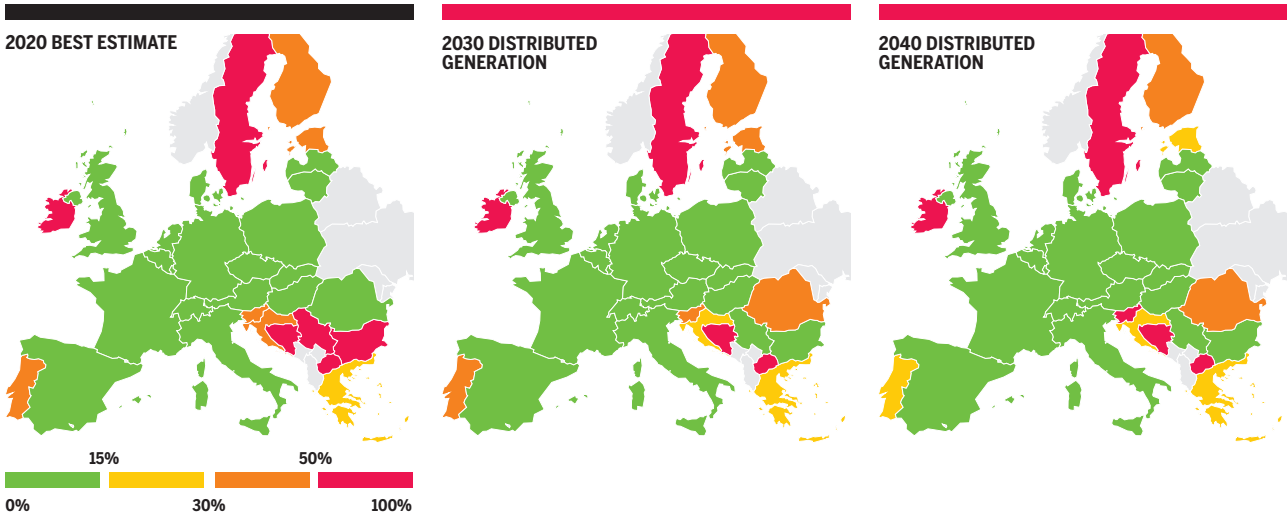 2020 BEST ESTIMATE
2030 DISTRIBUTED
GENERATION
2040 DISTRIBUTED
GENERATION
15% 50%
0% 30% 100%